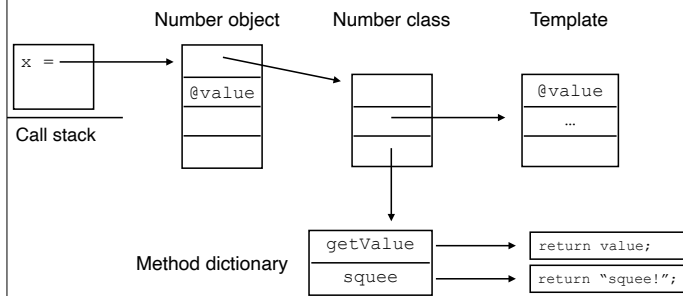 Number object
Number class
Template
x =
@value
@value
…
Call stack
Method dictionary
getValue
return value;
squee
return “squee!”;